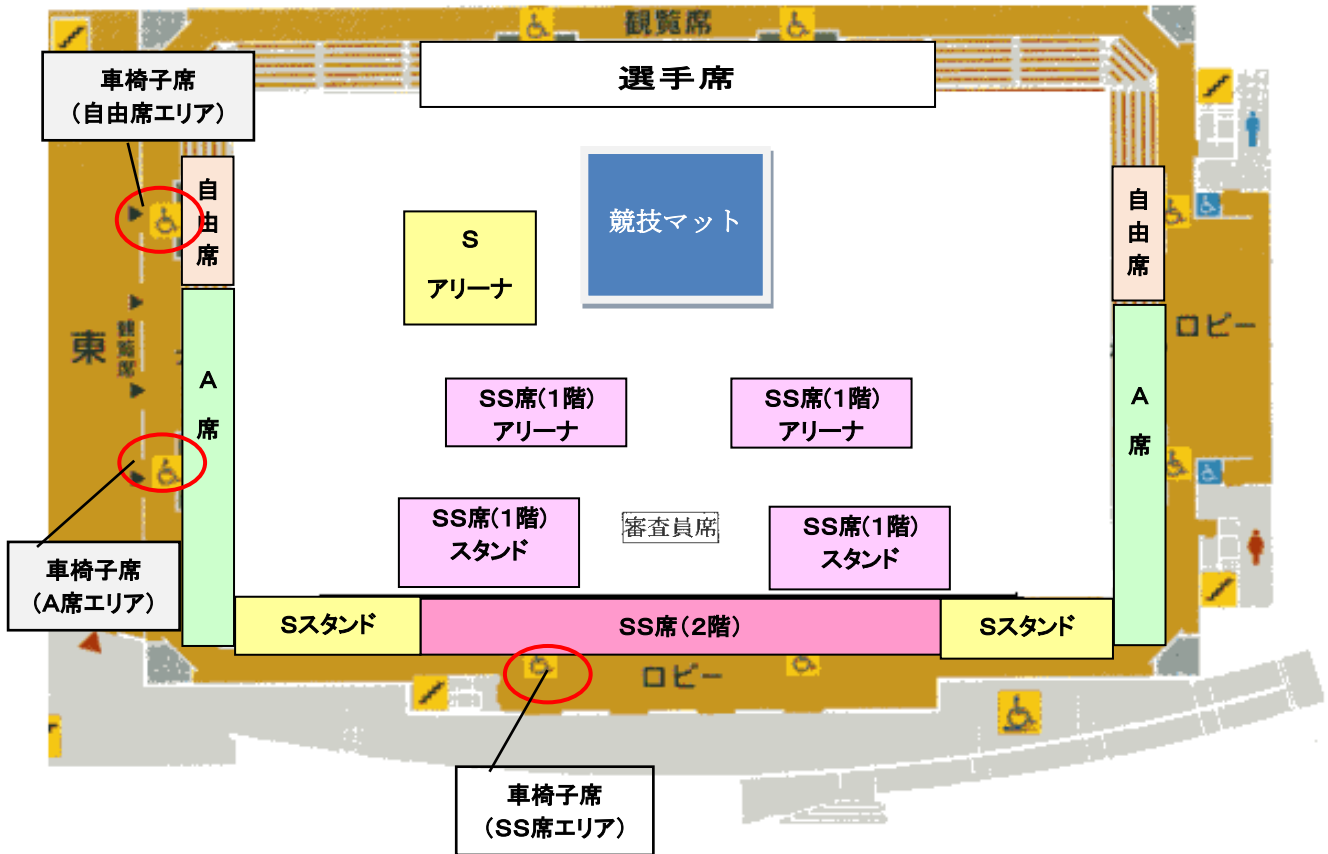 観覧席
選手席
車椅子席
(自由席エリア)
自
由
席
競技マット
S
アリーナ
自
由
席
東
観覧席
ロビー
A
席
SS席(1階)
アリーナ
SS席(1階)
アリーナ
A
席
SS席(1階)
スタンド
審査員席
SS席(1階)
スタンド
車椅子席
(A席エリア)
Sスタンド
SS席(2階)
Sスタンド
ロビー
車椅子席
(SS席エリア)